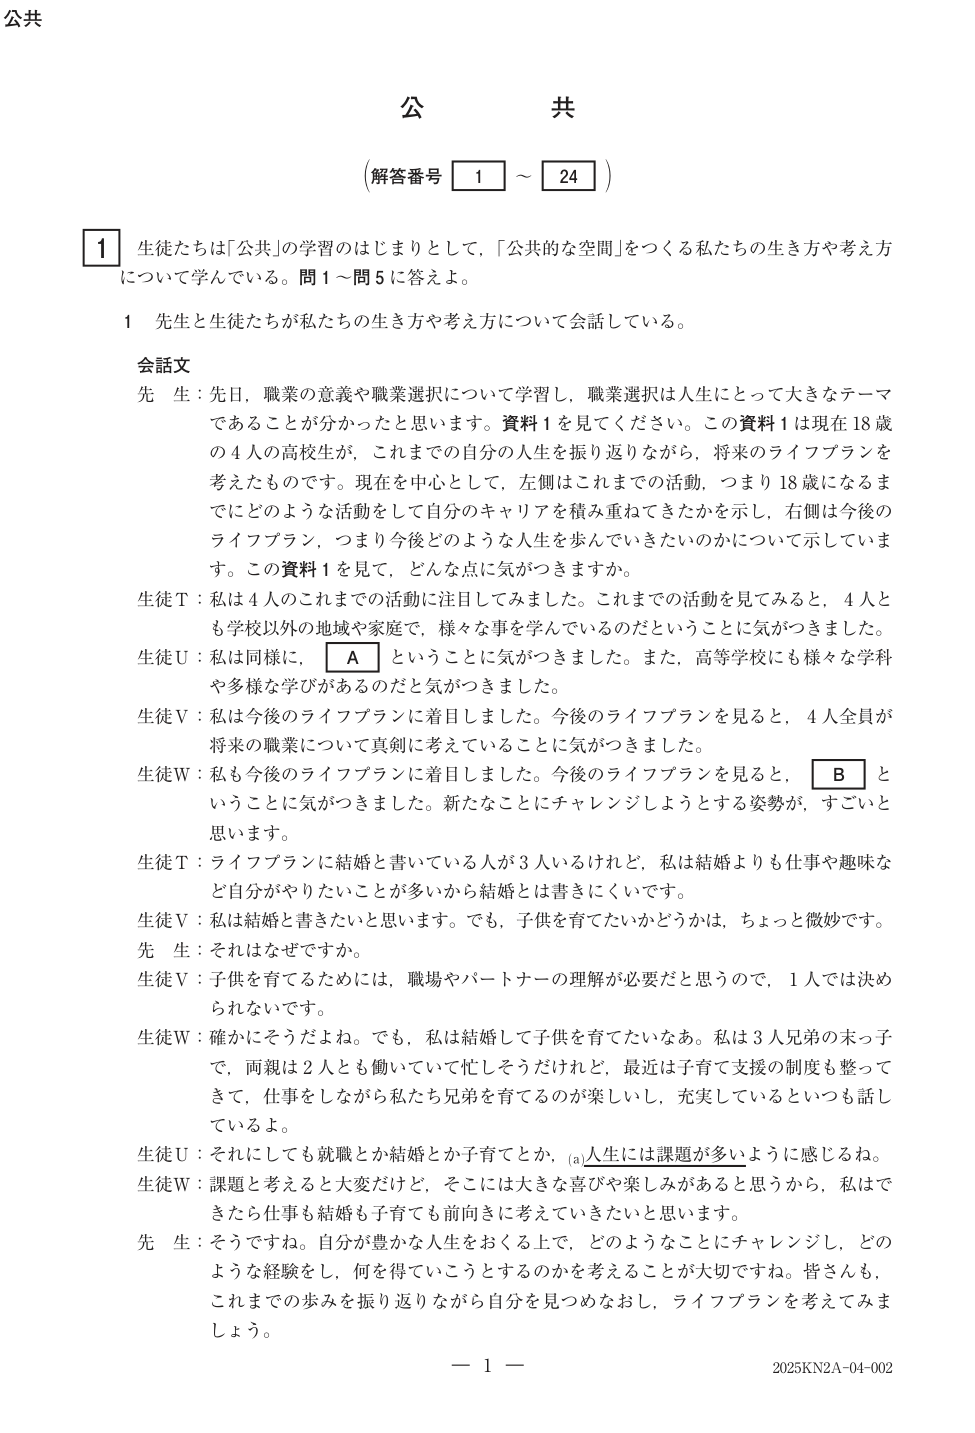 公共
公　　　共
(解答番号 1 ～ 24 )
1 生徒たちは「公共」の学習のはじまりとして，「公共的な空間」をつくる私たちの生き方や考え方
について学んでいる。問1～問5に答えよ。
1　先生と生徒たちが私たちの生き方や考え方について会話している。
会話文
先　生：先日，職業の意義や職業選択について学習し，職業選択は人生にとって大きなテーマ
であることが分かったと思います。資料1を見てください。この資料1は現在18歳
の4人の高校生が，これまでの自分の人生を振り返りながら，将来のライフプランを
考えたものです。現在を中心として，左側はこれまでの活動，つまり18歳になるま
でにどのような活動をして自分のキャリアを積み重ねてきたかを示し，右側は今後の
ライフプラン，つまり今後どのような人生を歩んでいきたいのかについて示していま
す。この資料1を見て，どんな点に気がつきますか。
生徒T：私は4人のこれまでの活動に注目してみました。これまでの活動を見てみると，4人と
も学校以外の地域や家庭で，様々な事を学んでいるのだということに気がつきました。
生徒U：私は同様に， A ということに気がつきました。また，高等学校にも様々な学科
や多様な学びがあるのだと気がつきました。
生徒V：私は今後のライフプランに着目しました。今後のライフプランを見ると，4人全員が
将来の職業について真剣に考えていることに気がつきました。
生徒W：私も今後のライフプランに着目しました。今後のライフプランを見ると， B と
いうことに気がつきました。新たなことにチャレンジしようとする姿勢が，すごいと
思います。
生徒T：ライフプランに結婚と書いている人が3人いるけれど，私は結婚よりも仕事や趣味な
ど自分がやりたいことが多いから結婚とは書きにくいです。
生徒V：私は結婚と書きたいと思います。でも，子供を育てたいかどうかは，ちょっと微妙です。
先　生：それはなぜですか。
生徒V：子供を育てるためには，職場やパートナーの理解が必要だと思うので，1人では決め
られないです。
生徒W：確かにそうだよね。でも，私は結婚して子供を育てたいなあ。私は3人兄弟の末っ子
で，両親は2人とも働いていて忙しそうだけれど，最近は子育て支援の制度も整って
きて，仕事をしながら私たち兄弟を育てるのが楽しいし，充実しているといつも話し
ているよ。
生徒U：それにしても就職とか結婚とか子育てとか，(a)人生には課題が多いように感じるね。
生徒W：課題と考えると大変だけど，そこには大きな喜びや楽しみがあると思うから，私はで
きたら仕事も結婚も子育ても前向きに考えていきたいと思います。
先　生：そうですね。自分が豊かな人生をおくる上で，どのようなことにチャレンジし，どの
ような経験をし，何を得ていこうとするのかを考えることが大切ですね。皆さんも，
これまでの歩みを振り返りながら自分を見つめなおし，ライフプランを考えてみま
しょう。
— 1 —
2025KN2A-04-002